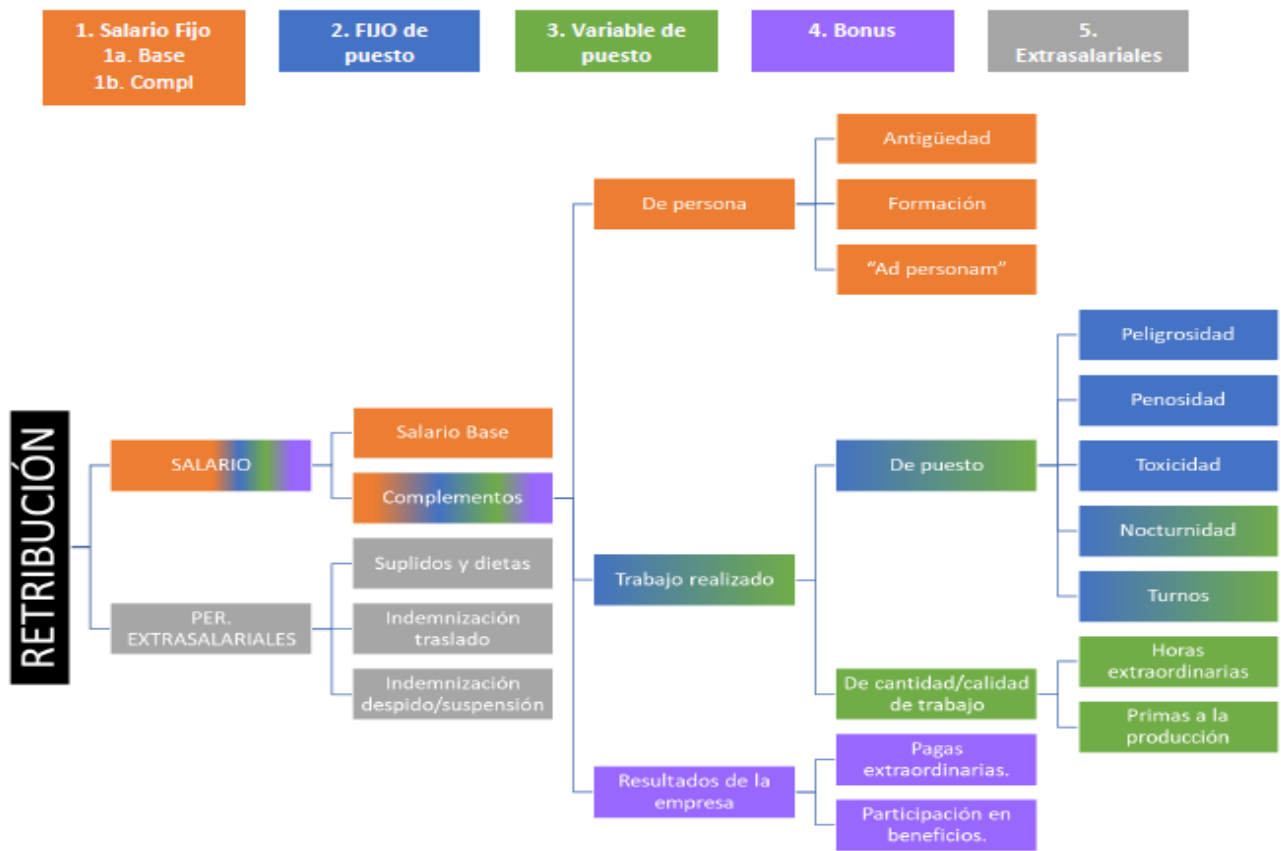 1. Salario Fijo
1a. Base
1b. Compl
2. FIJO de
puesto
3. Variable de
puesto
4. Bonus
5.
Extrasalariales
RETRIBUCIÓN
SALARIO
PER.
EXTRASALARIALES
Salario Base
Complementos
Suplidos y dietas
Indemnización
traslado
Indemnización
despido/suspensión
De persona
Trabajo realizado
Resultados de la
empresa
Antigüedad
Formación
“Ad personam”
De puesto
De cantidad/calidad
de trabajo
Pagas
extraordinarias.
Participación en
beneficios.
Peligrosidad
Penosidad
Toxicidad
Nocturnidad
Turnos
Horas
extraordinarias
Primas a la
producción